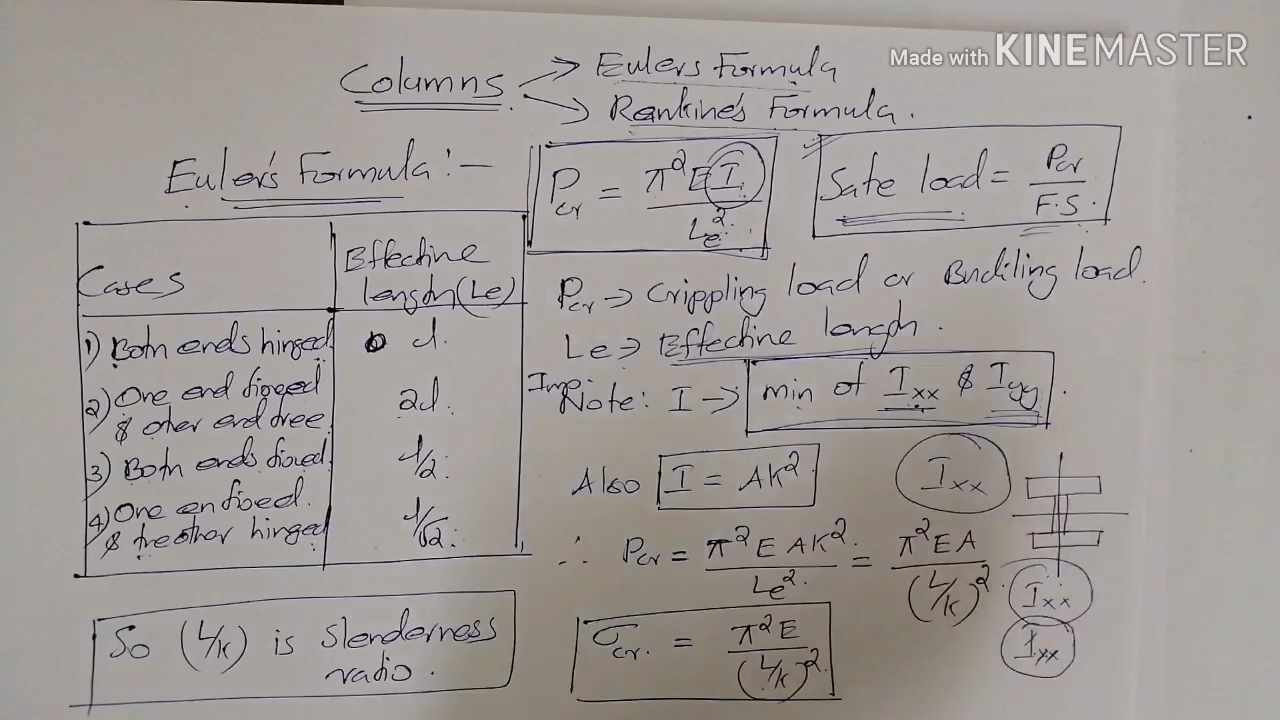 Made with KINEMASTER
Columns → Eulers Formula
→ Rankine's Formula.
Euler's Formula :-
Pcr = π²EI / Le²
Safe load = Pcr / F.S.
Cases
Effective length (Le)
1) Both ends hinged
l.
2) One end fixed & other end free
2l.
3) Both ends fixed
l/2.
4) One en fixed. & the other hinged
l/√2.
Pcr → Crippling load or Buckling load.
Le → Effective length.
Imp:
Note: I → min of Ixx & Iyy.
Also I = AK²
Ixx
∴ Pcr = π²EAK² / Le² = π²EA / (L/k)²
Ixx
Ixx
So (L/k) is slenderness
ratio.
σcr. = π²E / (L/k)².